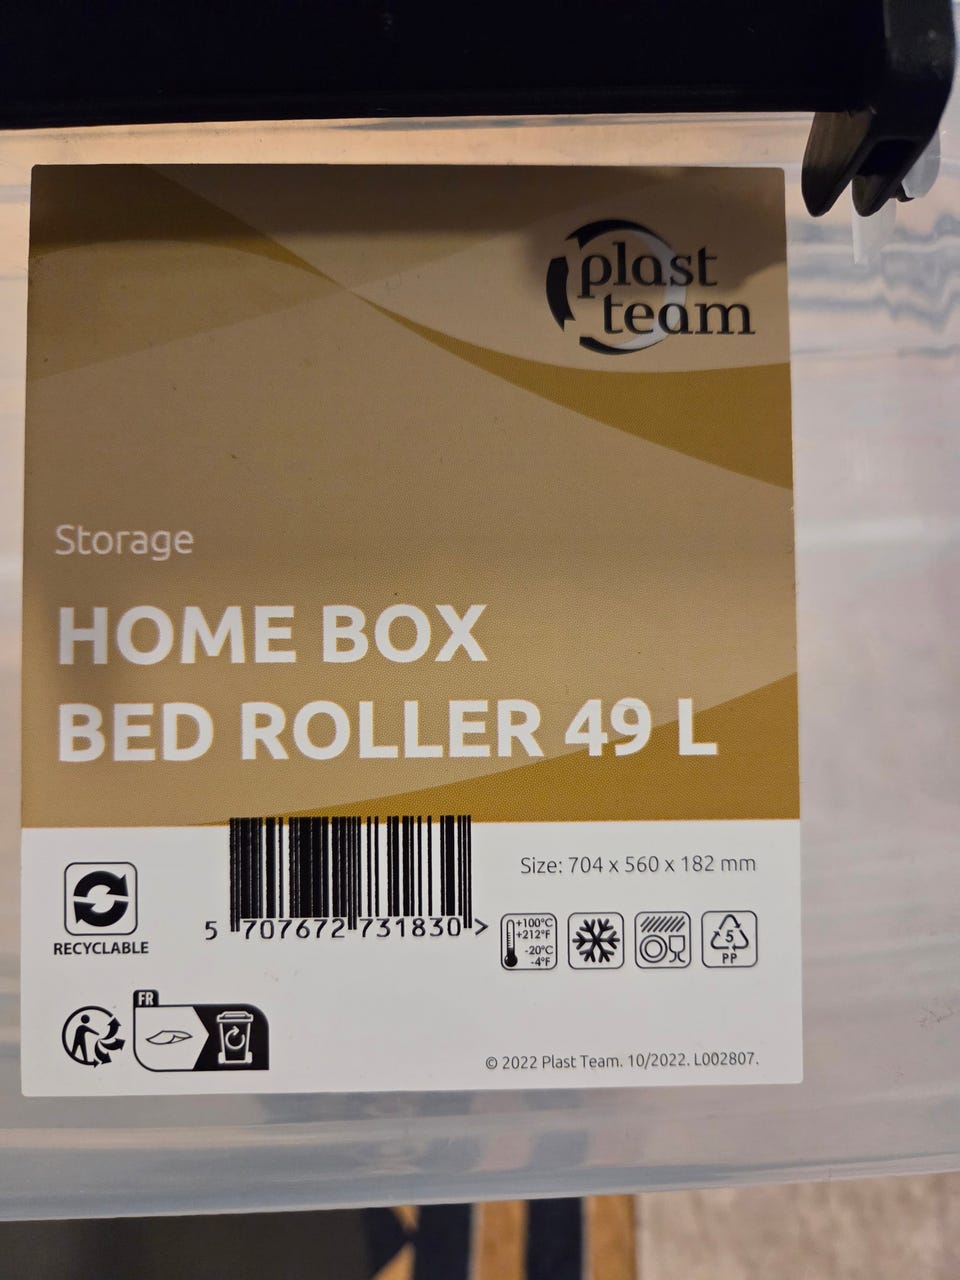 plast
team
Storage
HOME BOX
BED ROLLER 49 L
Size: 704 x 560 x 182 mm
5 707672 731830 >
RECYCLABLE
+100°C
+212°F
-20°C
-4°F
5
PP
FR
© 2022 Plast Team. 10/2022. L002807.